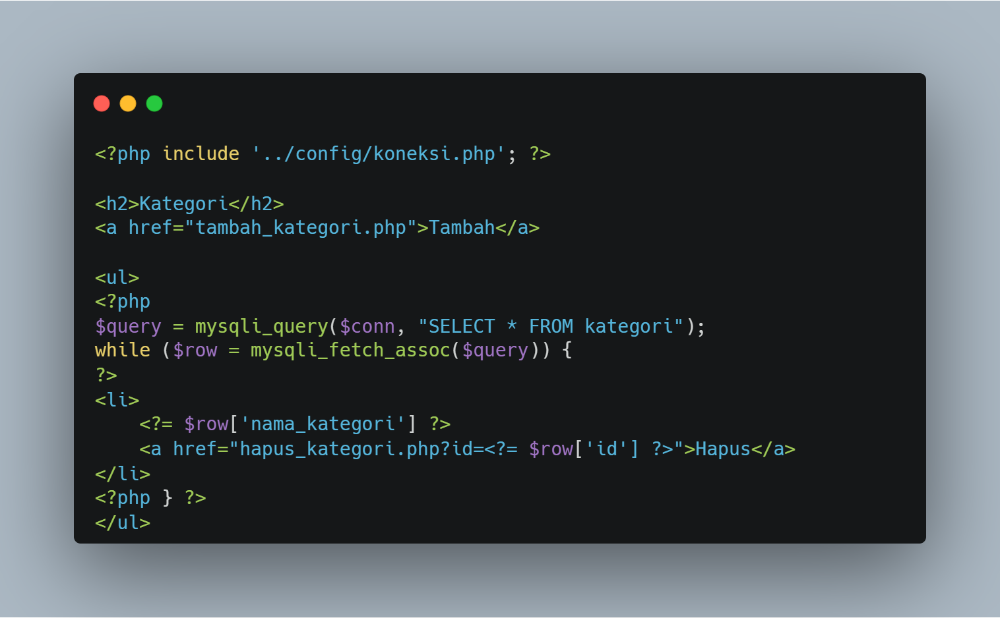 <?php include '../config/koneksi.php'; ?>
<h2>Kategori</h2>
<a href="tambah_kategori.php">Tambah</a>
<ul>
<?php
$query = mysqli_query($conn, "SELECT * FROM kategori");
while ($row = mysqli_fetch_assoc($query)) {
?>
<li>
    <?= $row['nama_kategori'] ?>
    <a href="hapus_kategori.php?id=<?= $row['id'] ?>">Hapus</a>
</li>
<?php } ?>
</ul>